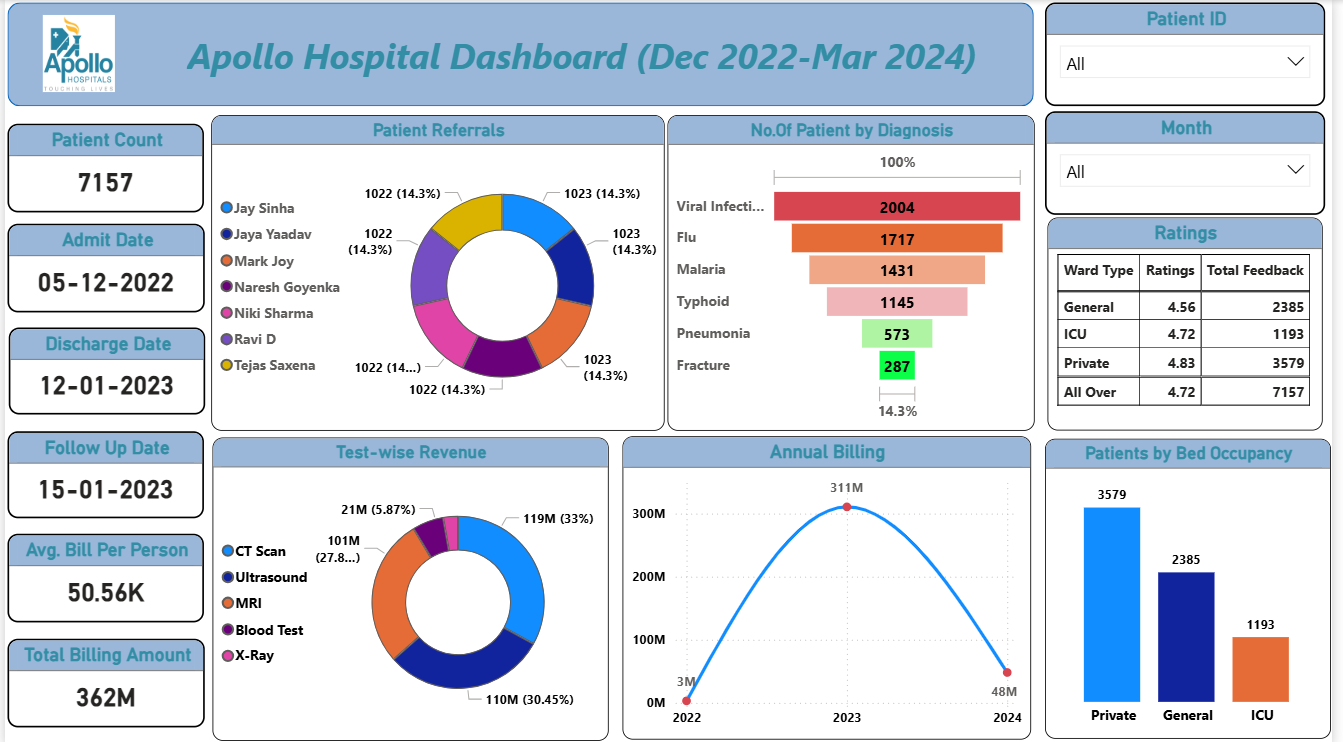 Apollo
HOSPITALS
TOUCHING LIVES
Apollo Hospital Dashboard (Dec 2022-Mar 2024)
Patient ID
All
Month
All
Patient Count
7157
Admit Date
05-12-2022
Discharge Date
12-01-2023
Follow Up Date
15-01-2023
Avg. Bill Per Person
50.56K
Total Billing Amount
362M
Patient Referrals
Jay Sinha
Jaya Yaadav
Mark Joy
Naresh Goyenka
Niki Sharma
Ravi D
Tejas Saxena
1022 (14.3%)
1023 (14.3%)
1022
(14.3%)
1023
(14.3%)
1022 (14...)
1023
(14.3%)
1022 (14.3%)
No.Of Patient by Diagnosis
100%
Viral Infecti... 2004
Flu 1717
Malaria 1431
Typhoid 1145
Pneumonia 573
Fracture 287
14.3%
Ratings
Ward Type Ratings Total Feedback
General 4.56 2385
ICU 4.72 1193
Private 4.83 3579
All Over 4.72 7157
Test-wise Revenue
CT Scan
Ultrasound
MRI
Blood Test
X-Ray
21M (5.87%)
119M (33%)
101M
(27.8...)
110M (30.45%)
Annual Billing
311M
300M
200M
100M
3M
48M
0M
2022 2023 2024
Patients by Bed Occupancy
3579
2385
1193
Private General ICU